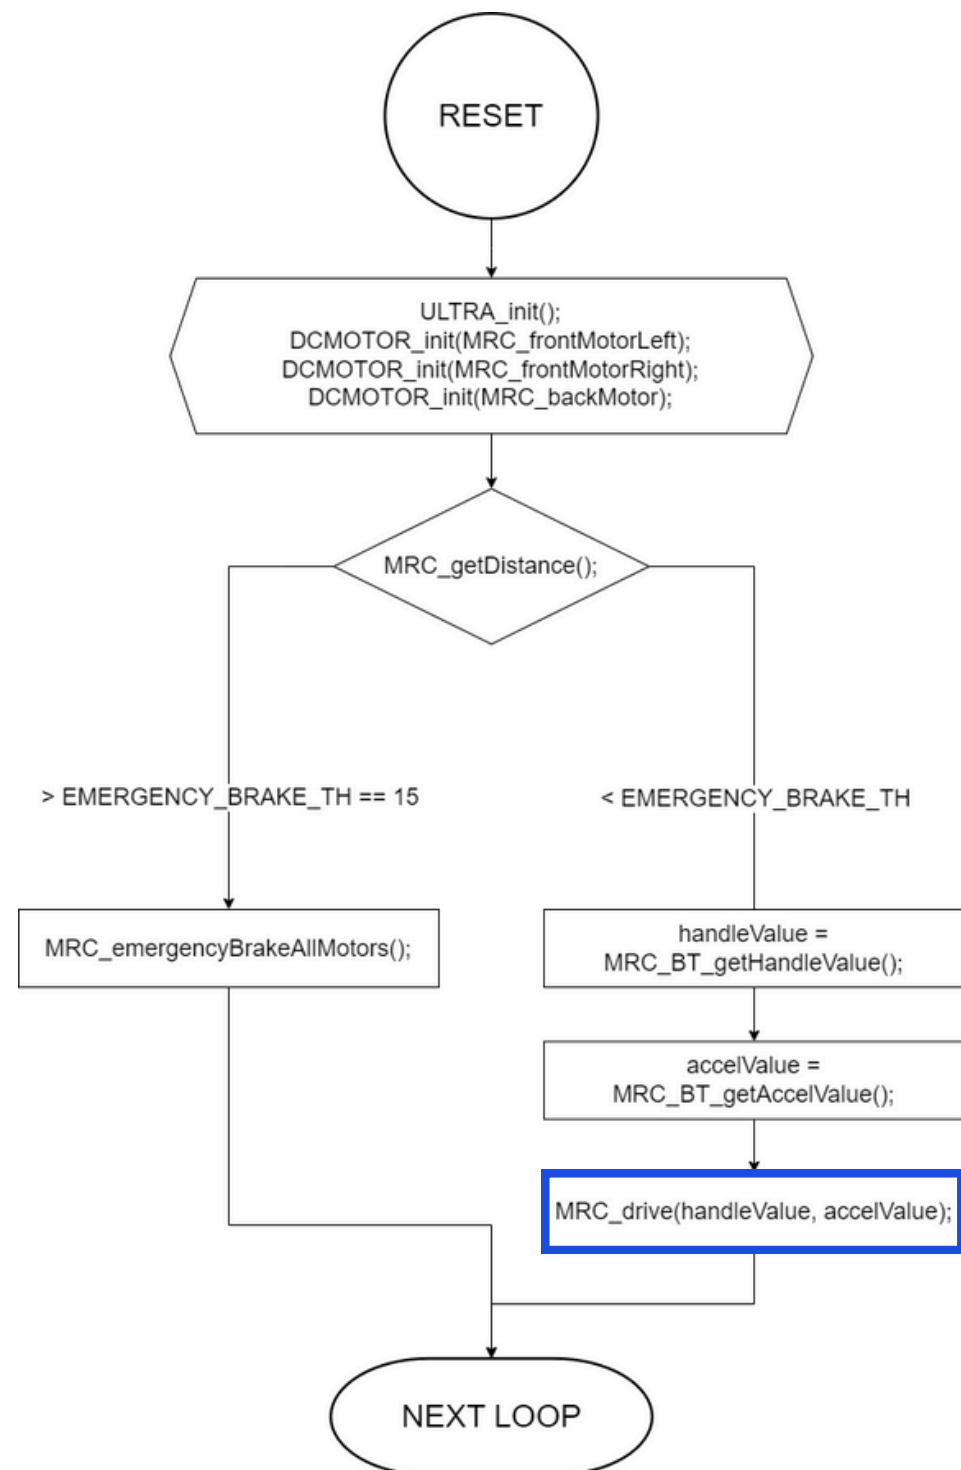 RESET
ULTRA_init();
DCMOTOR_init(MRC_frontMotorLeft);
DCMOTOR_init(MRC_frontMotorRight);
DCMOTOR_init(MRC_backMotor);
MRC_getDistance();
> EMERGENCY_BRAKE_TH == 15
< EMERGENCY_BRAKE_TH
MRC_emergencyBrakeAllMotors();
handleValue =
MRC_BT_getHandleValue();
accelValue =
MRC_BT_getAccelValue();
MRC_drive(handleValue, accelValue);
NEXT LOOP